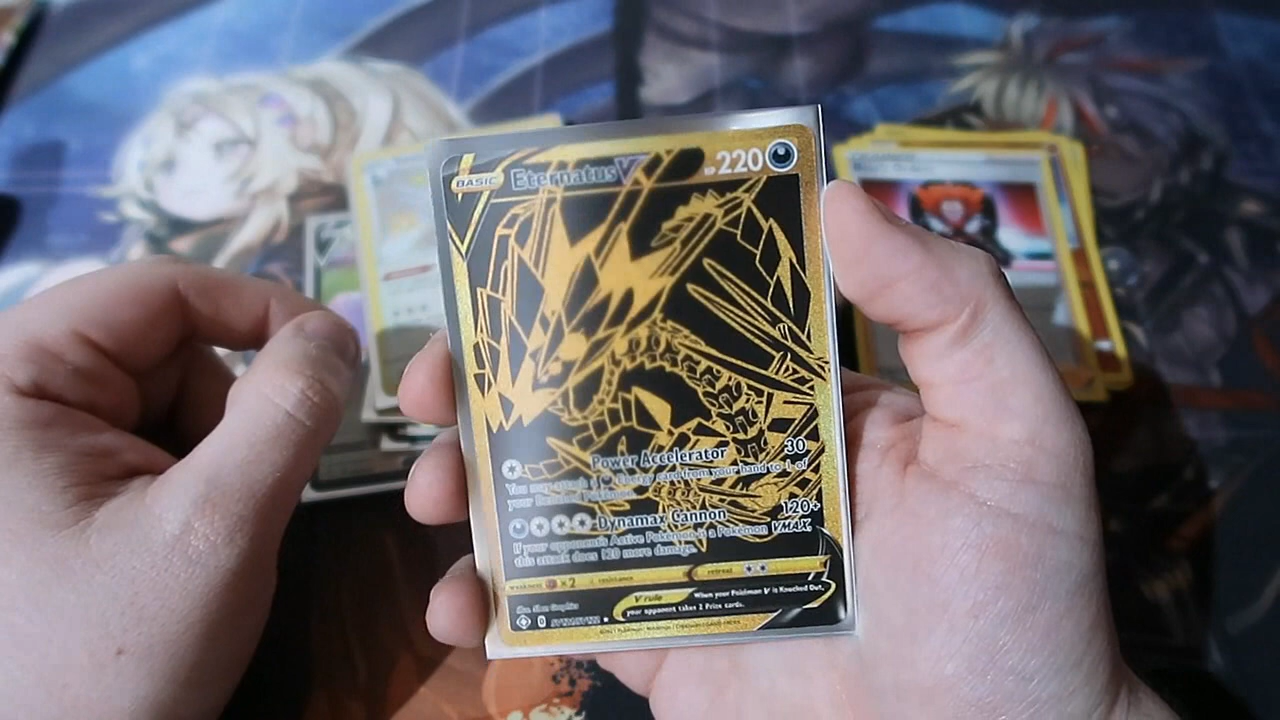 BASIC Eternatus V HP 220
Power Accelerator 30
You may attach a Energy card from your hand to 1 of
your Benched Pokémon.
Dynamax Cannon 120+
If your opponent's Active Pokémon is a Pokémon VMAX,
this attack does 120 more damage.
weakness ×2 resistance retreat
V rule When your Pokémon V is Knocked Out,
your opponent takes 2 Prize cards.